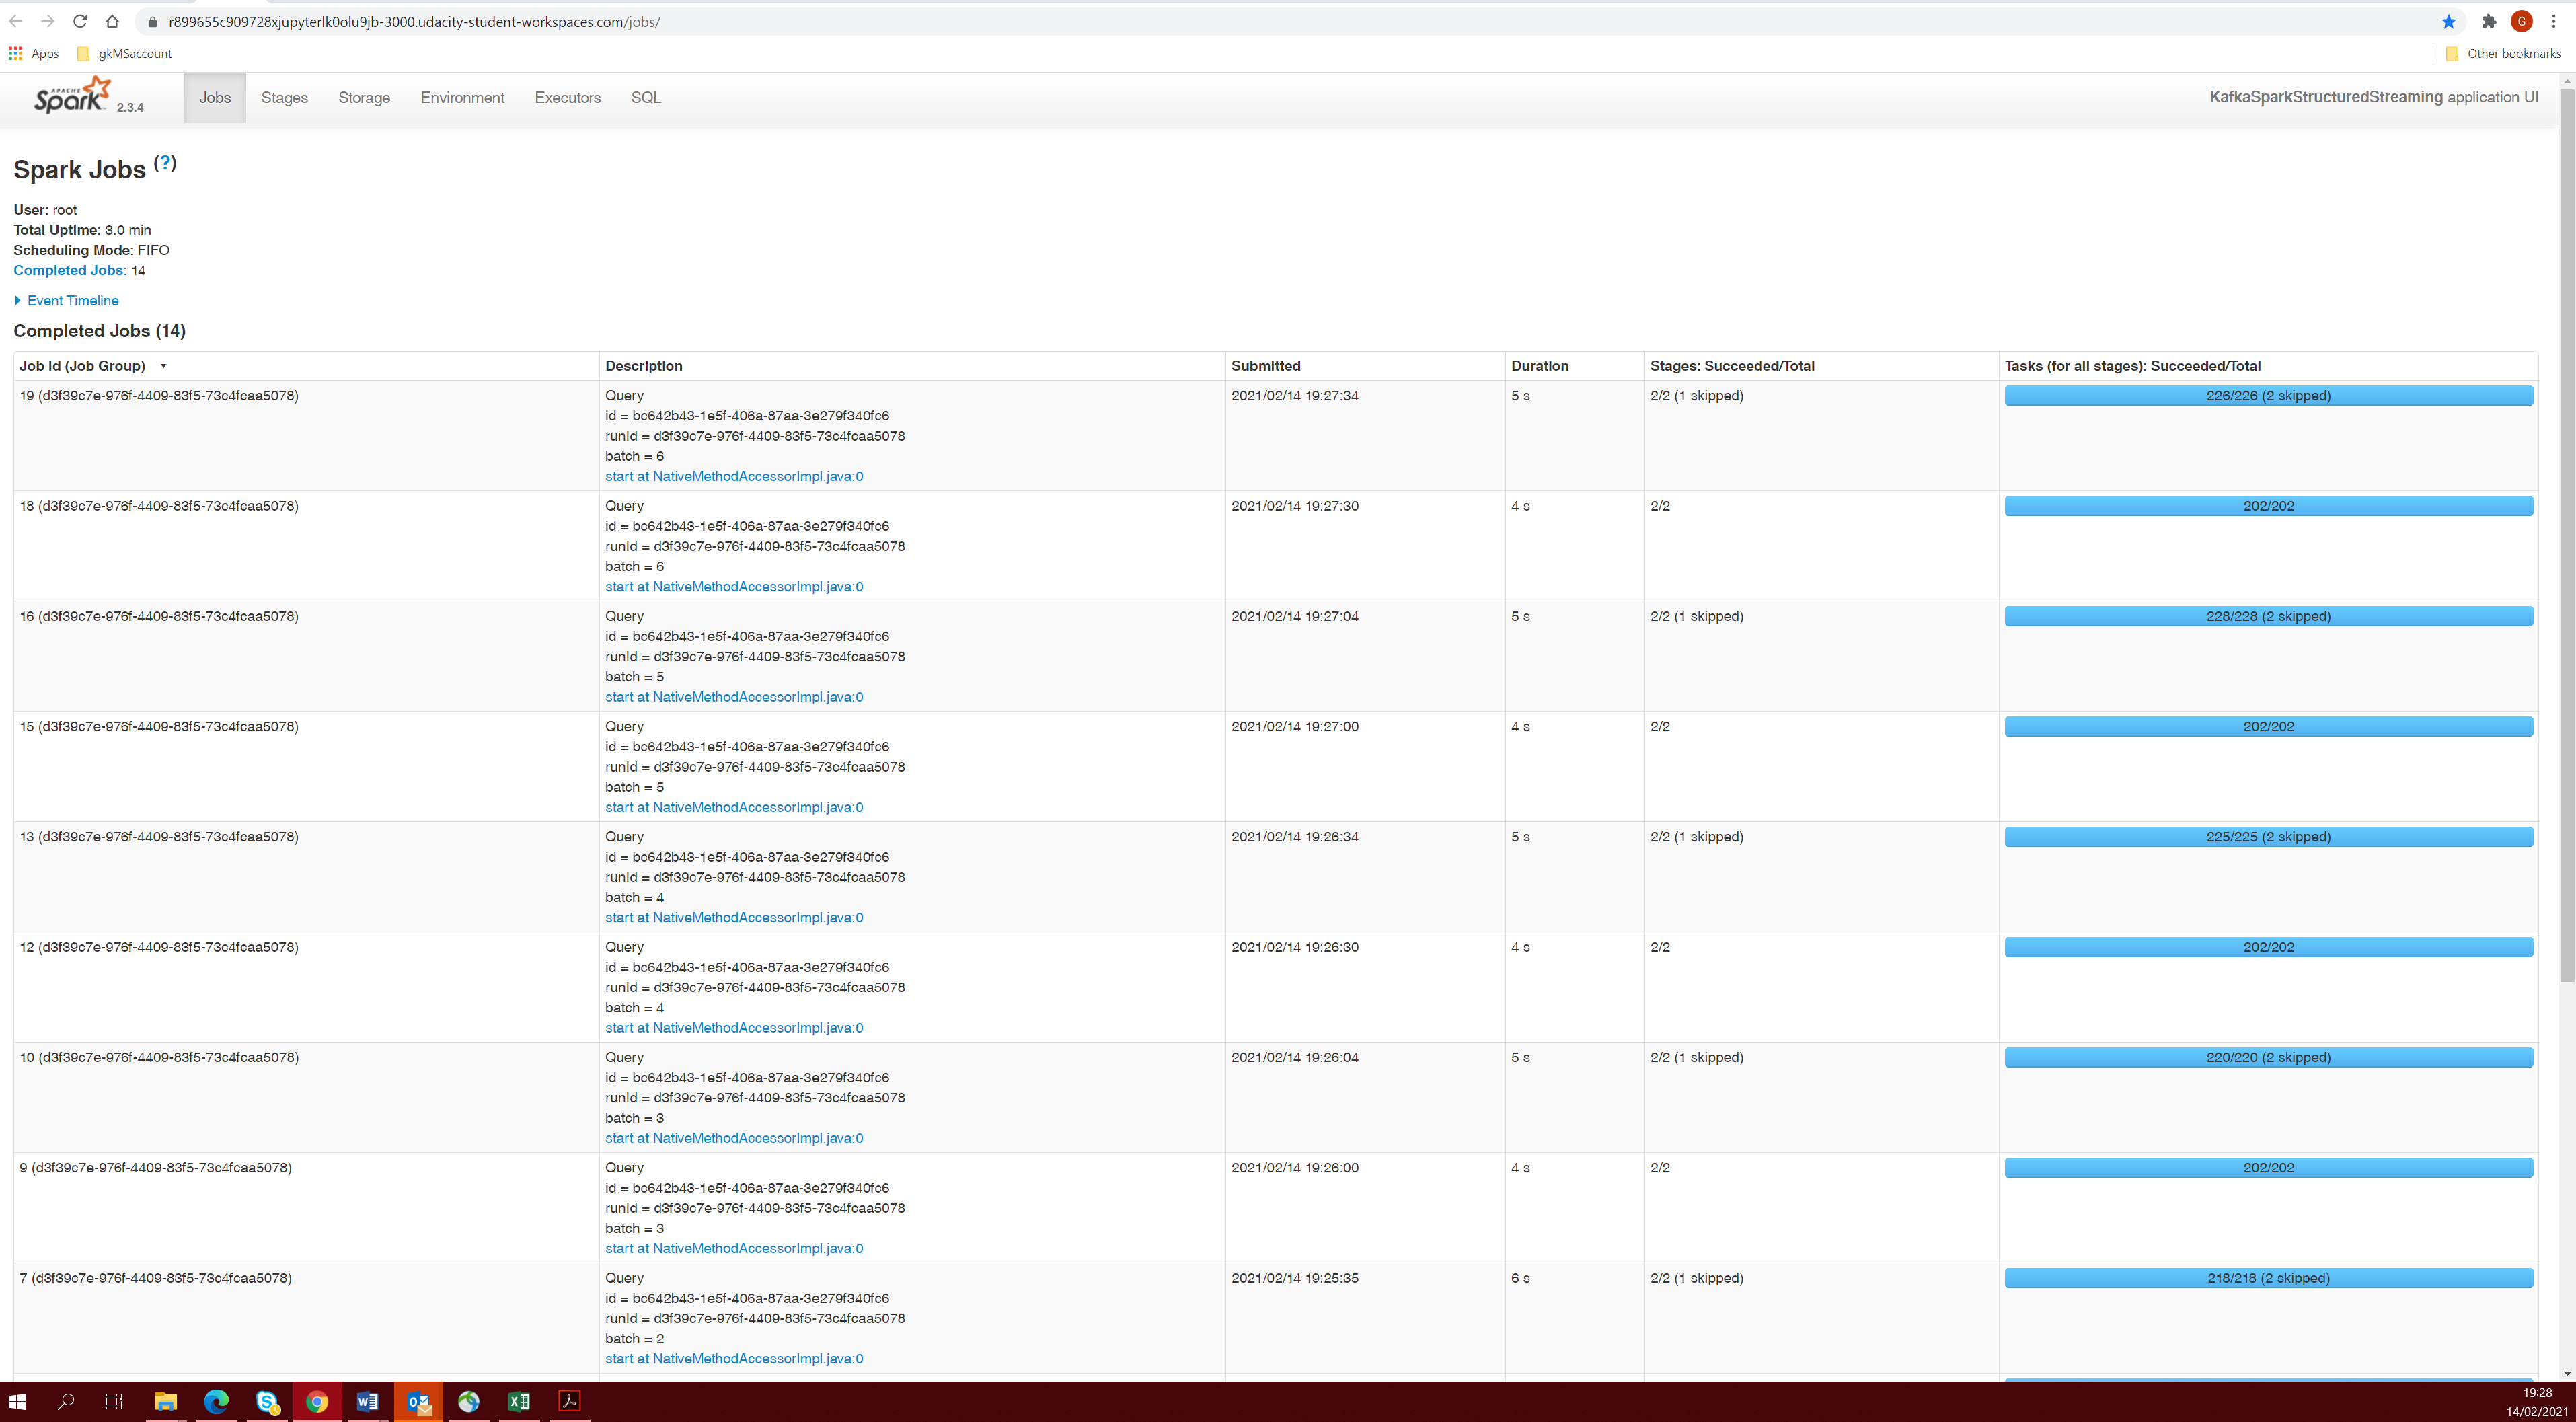 r899655c909728xjupyterlk0olu9jb-3000.udacity-student-workspaces.com/jobs/
G
Apps gkMSaccount Other bookmarks
APACHE Spark 2.3.4 Jobs Stages Storage Environment Executors SQL KafkaSparkStructuredStreaming application UI
Spark Jobs (?)
User: root
Total Uptime: 3.0 min
Scheduling Mode: FIFO
Completed Jobs: 14
Event Timeline
Completed Jobs (14)
Job Id (Job Group) Description Submitted Duration Stages: Succeeded/Total Tasks (for all stages): Succeeded/Total
19 (d3f39c7e-976f-4409-83f5-73c4fcaa5078) Query 2021/02/14 19:27:34 5 s 2/2 (1 skipped) 226/226 (2 skipped)
id = bc642b43-1e5f-406a-87aa-3e279f340fc6
runId = d3f39c7e-976f-4409-83f5-73c4fcaa5078
batch = 6
start at NativeMethodAccessorImpl.java:0
18 (d3f39c7e-976f-4409-83f5-73c4fcaa5078) Query 2021/02/14 19:27:30 4 s 2/2 202/202
id = bc642b43-1e5f-406a-87aa-3e279f340fc6
runId = d3f39c7e-976f-4409-83f5-73c4fcaa5078
batch = 6
start at NativeMethodAccessorImpl.java:0
16 (d3f39c7e-976f-4409-83f5-73c4fcaa5078) Query 2021/02/14 19:27:04 5 s 2/2 (1 skipped) 228/228 (2 skipped)
id = bc642b43-1e5f-406a-87aa-3e279f340fc6
runId = d3f39c7e-976f-4409-83f5-73c4fcaa5078
batch = 5
start at NativeMethodAccessorImpl.java:0
15 (d3f39c7e-976f-4409-83f5-73c4fcaa5078) Query 2021/02/14 19:27:00 4 s 2/2 202/202
id = bc642b43-1e5f-406a-87aa-3e279f340fc6
runId = d3f39c7e-976f-4409-83f5-73c4fcaa5078
batch = 5
start at NativeMethodAccessorImpl.java:0
13 (d3f39c7e-976f-4409-83f5-73c4fcaa5078) Query 2021/02/14 19:26:34 5 s 2/2 (1 skipped) 225/225 (2 skipped)
id = bc642b43-1e5f-406a-87aa-3e279f340fc6
runId = d3f39c7e-976f-4409-83f5-73c4fcaa5078
batch = 4
start at NativeMethodAccessorImpl.java:0
12 (d3f39c7e-976f-4409-83f5-73c4fcaa5078) Query 2021/02/14 19:26:30 4 s 2/2 202/202
id = bc642b43-1e5f-406a-87aa-3e279f340fc6
runId = d3f39c7e-976f-4409-83f5-73c4fcaa5078
batch = 4
start at NativeMethodAccessorImpl.java:0
10 (d3f39c7e-976f-4409-83f5-73c4fcaa5078) Query 2021/02/14 19:26:04 5 s 2/2 (1 skipped) 220/220 (2 skipped)
id = bc642b43-1e5f-406a-87aa-3e279f340fc6
runId = d3f39c7e-976f-4409-83f5-73c4fcaa5078
batch = 3
start at NativeMethodAccessorImpl.java:0
9 (d3f39c7e-976f-4409-83f5-73c4fcaa5078) Query 2021/02/14 19:26:00 4 s 2/2 202/202
id = bc642b43-1e5f-406a-87aa-3e279f340fc6
runId = d3f39c7e-976f-4409-83f5-73c4fcaa5078
batch = 3
start at NativeMethodAccessorImpl.java:0
7 (d3f39c7e-976f-4409-83f5-73c4fcaa5078) Query 2021/02/14 19:25:35 6 s 2/2 (1 skipped) 218/218 (2 skipped)
id = bc642b43-1e5f-406a-87aa-3e279f340fc6
runId = d3f39c7e-976f-4409-83f5-73c4fcaa5078
batch = 2
start at NativeMethodAccessorImpl.java:0
19:28
14/02/2021